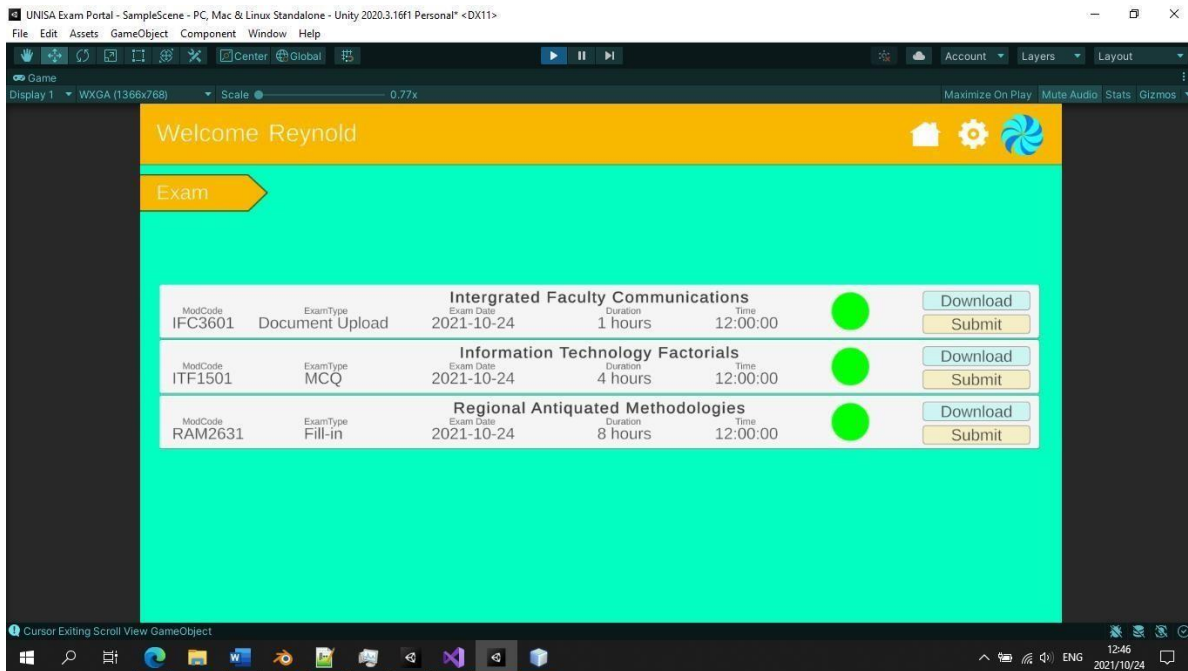 UNISA Exam Portal - SampleScene - PC, Mac & Linux Standalone - Unity 2020.3.16f1 Personal* <DX11>
File Edit Assets GameObject Component Window Help
Center Global Account Layers Layout
Game
Display 1 WXGA (1366x768) Scale 0.77x Maximize On Play Mute Audio Stats Gizmos
Welcome Reynold
Exam
Intergrated Faculty Communications
ModCode ExamType Exam Date Duration Time
IFC3601 Document Upload 2021-10-24 1 hours 12:00:00
Download
Submit
Information Technology Factorials
ModCode ExamType Exam Date Duration Time
ITF1501 MCQ 2021-10-24 4 hours 12:00:00
Download
Submit
Regional Antiquated Methodologies
ModCode ExamType Exam Date Duration Time
RAM2631 Fill-in 2021-10-24 8 hours 12:00:00
Download
Submit
Cursor Exiting Scroll View GameObject
ENG
12:46
2021/10/24